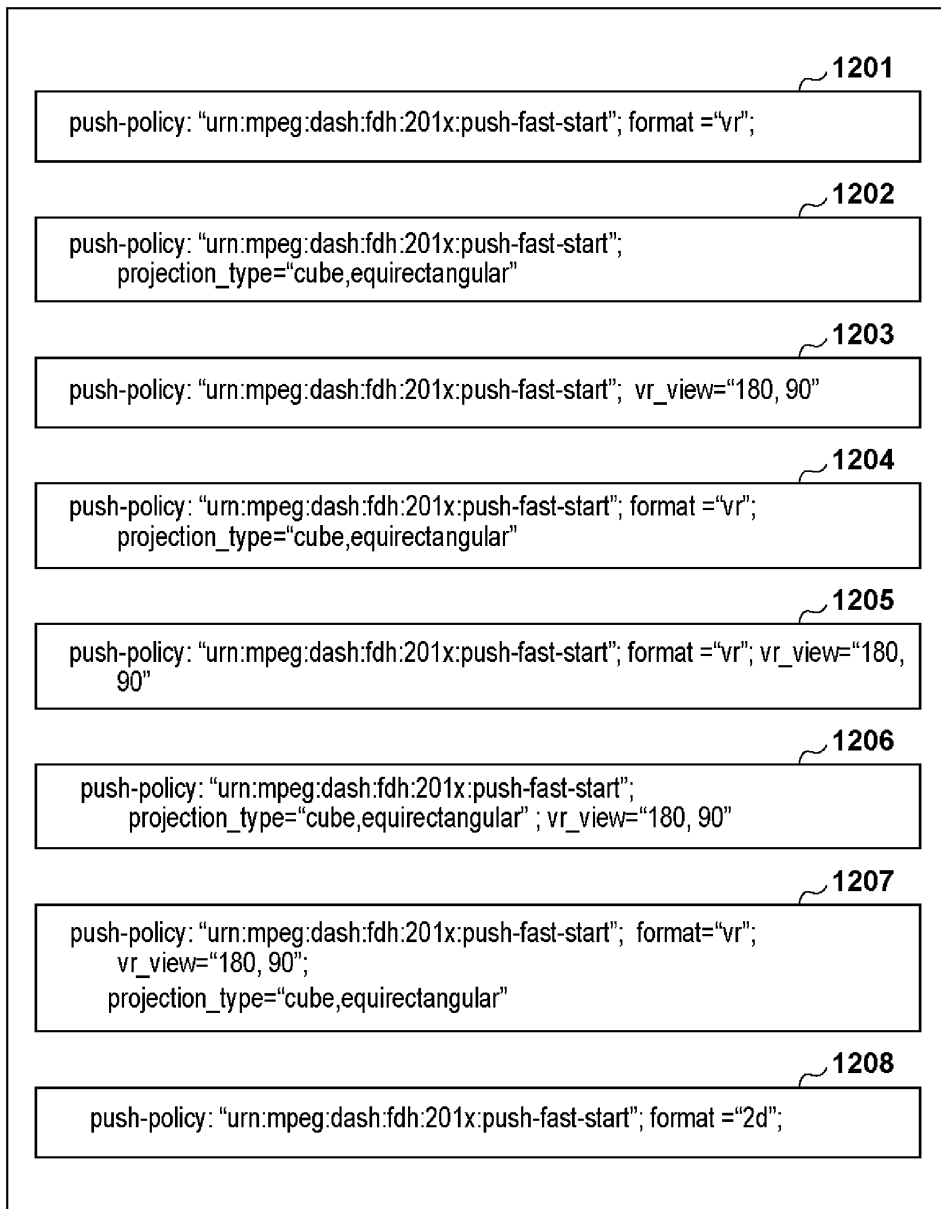 1201
push-policy: “urn:mpeg:dash:fdh:201x:push-fast-start”; format =“vr”;
1202
push-policy: “urn:mpeg:dash:fdh:201x:push-fast-start”;
projection_type=“cube,equirectangular”
1203
push-policy: “urn:mpeg:dash:fdh:201x:push-fast-start”; vr_view=“180, 90”
1204
push-policy: “urn:mpeg:dash:fdh:201x:push-fast-start”; format =“vr”;
projection_type=“cube,equirectangular”
1205
push-policy: “urn:mpeg:dash:fdh:201x:push-fast-start”; format =“vr”; vr_view=“180,
90”
1206
push-policy: “urn:mpeg:dash:fdh:201x:push-fast-start”;
projection_type=“cube,equirectangular” ; vr_view=“180, 90”
1207
push-policy: “urn:mpeg:dash:fdh:201x:push-fast-start”; format=“vr”;
vr_view=“180, 90”;
projection_type=“cube,equirectangular”
1208
push-policy: “urn:mpeg:dash:fdh:201x:push-fast-start”; format =“2d”;